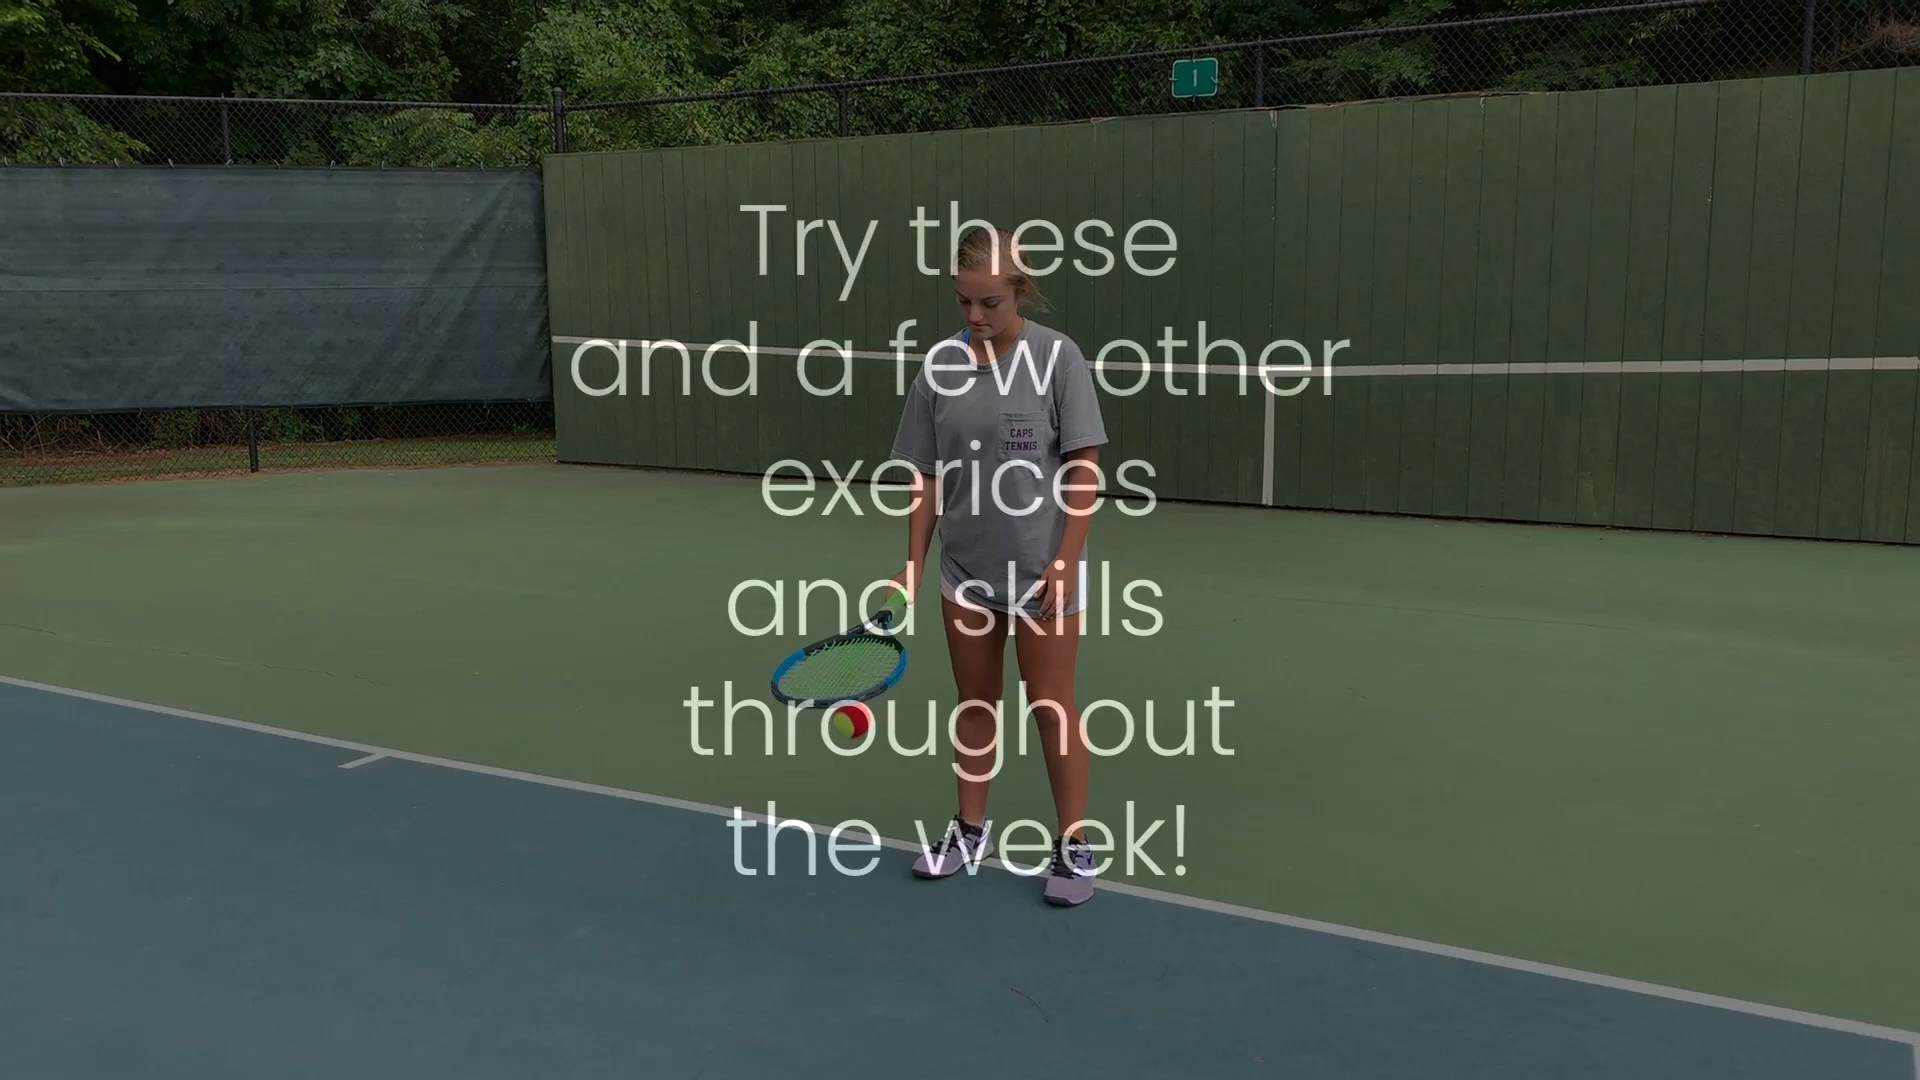 1
Try these
and a few other
CAPS
TENNIS
exerices
and skills
throughout
the week!